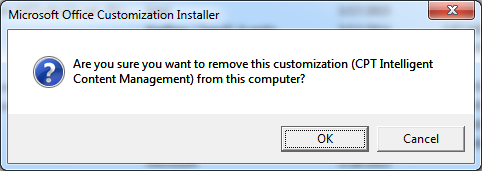 Microsoft Office Customization Installer
Are you sure you want to remove this customization (CPT Intelligent
Content Management) from this computer?
OK
Cancel